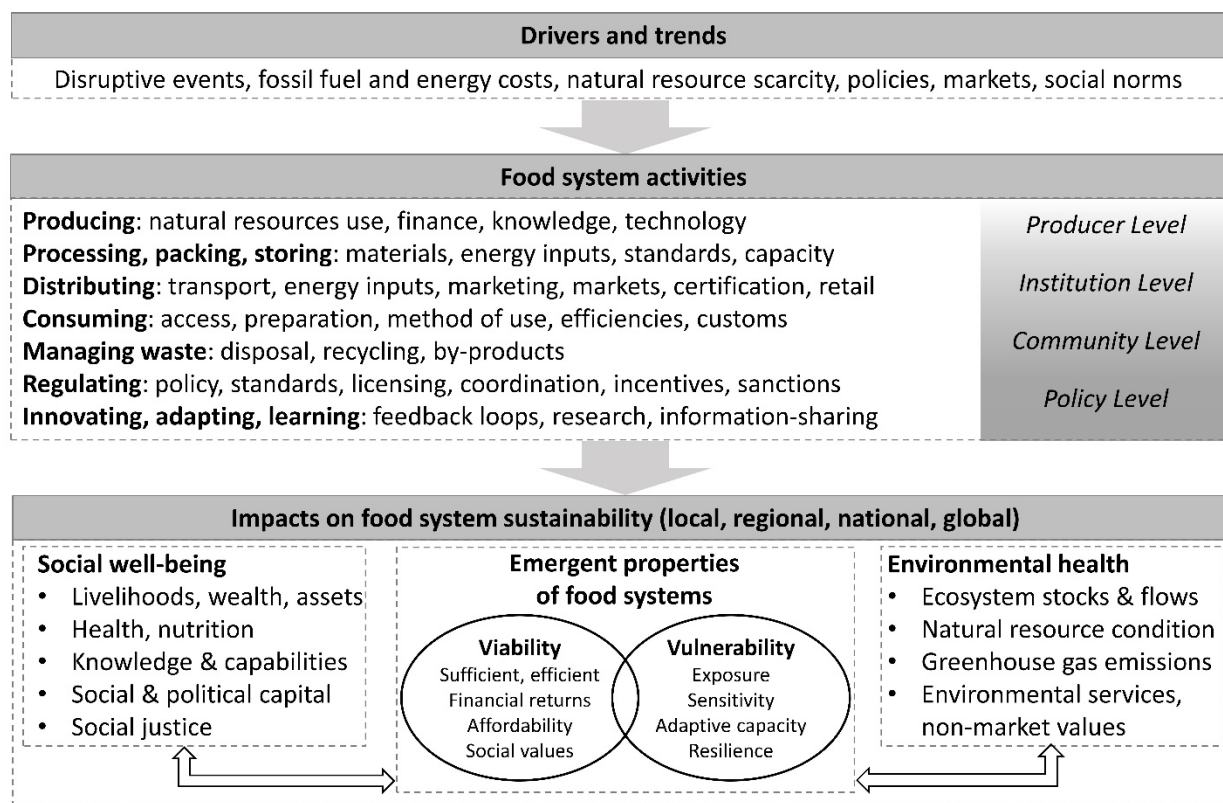 Drivers and trends
Disruptive events, fossil fuel and energy costs, natural resource scarcity, policies, markets, social norms
Food system activities
Producing: natural resources use, finance, knowledge, technology
Processing, packing, storing: materials, energy inputs, standards, capacity
Distributing: transport, energy inputs, marketing, markets, certification, retail
Consuming: access, preparation, method of use, efficiencies, customs
Managing waste: disposal, recycling, by-products
Regulating: policy, standards, licensing, coordination, incentives, sanctions
Innovating, adapting, learning: feedback loops, research, information-sharing
Producer Level
Institution Level
Community Level
Policy Level
Impacts on food system sustainability (local, regional, national, global)
Social well-being
• Livelihoods, wealth, assets
• Health, nutrition
• Knowledge & capabilities
• Social & political capital
• Social justice
Emergent properties
of food systems
Viability
Sufficient, efficient
Financial returns
Affordability
Social values
Vulnerability
Exposure
Sensitivity
Adaptive capacity
Resilience
Environmental health
• Ecosystem stocks & flows
• Natural resource condition
• Greenhouse gas emissions
• Environmental services,
non-market values